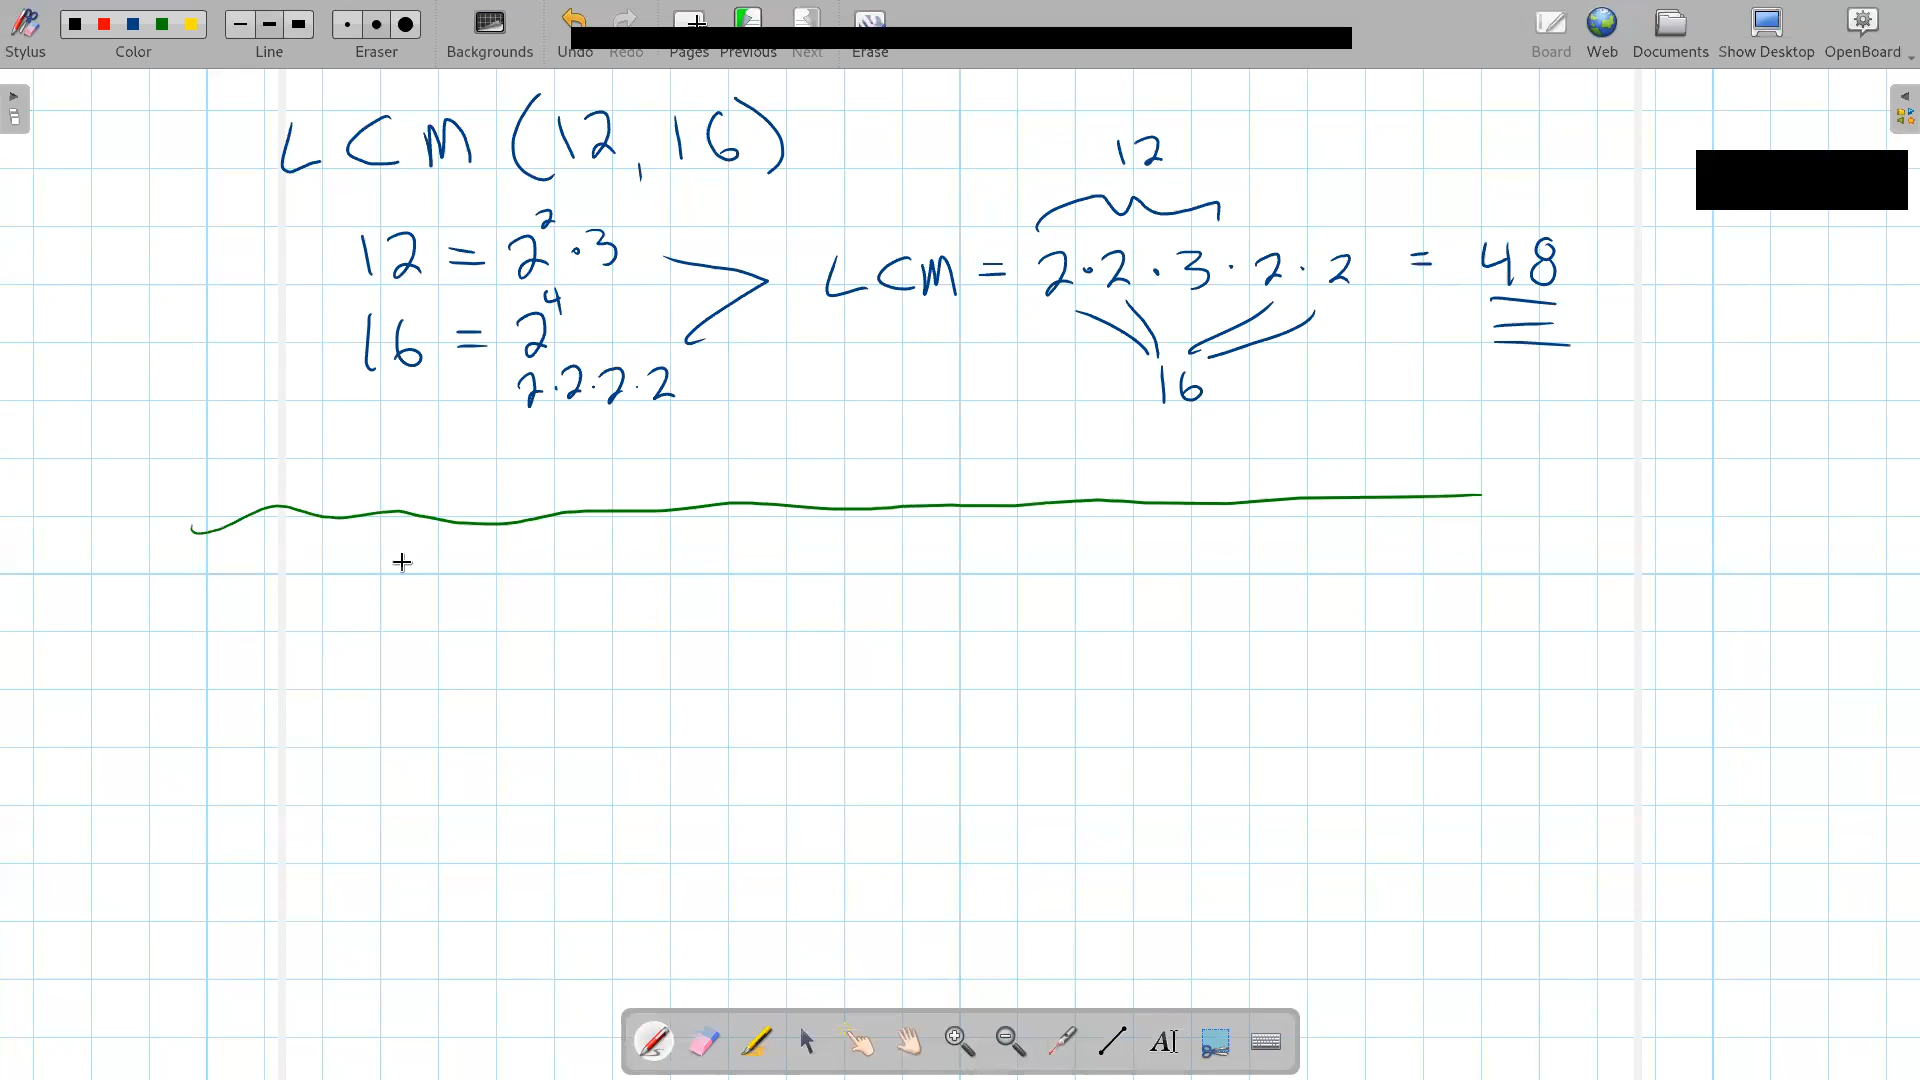 Stylus Color Line Eraser Backgrounds Undo Redo Pages Previous Next Erase Board Web Documents Show Desktop OpenBoard
LCM (12, 16)
12
12 = 2² · 3
LCM = 2 · 2 · 3 · 2 · 2 = 48
16 = 2⁴
2 · 2 · 2 · 2
16